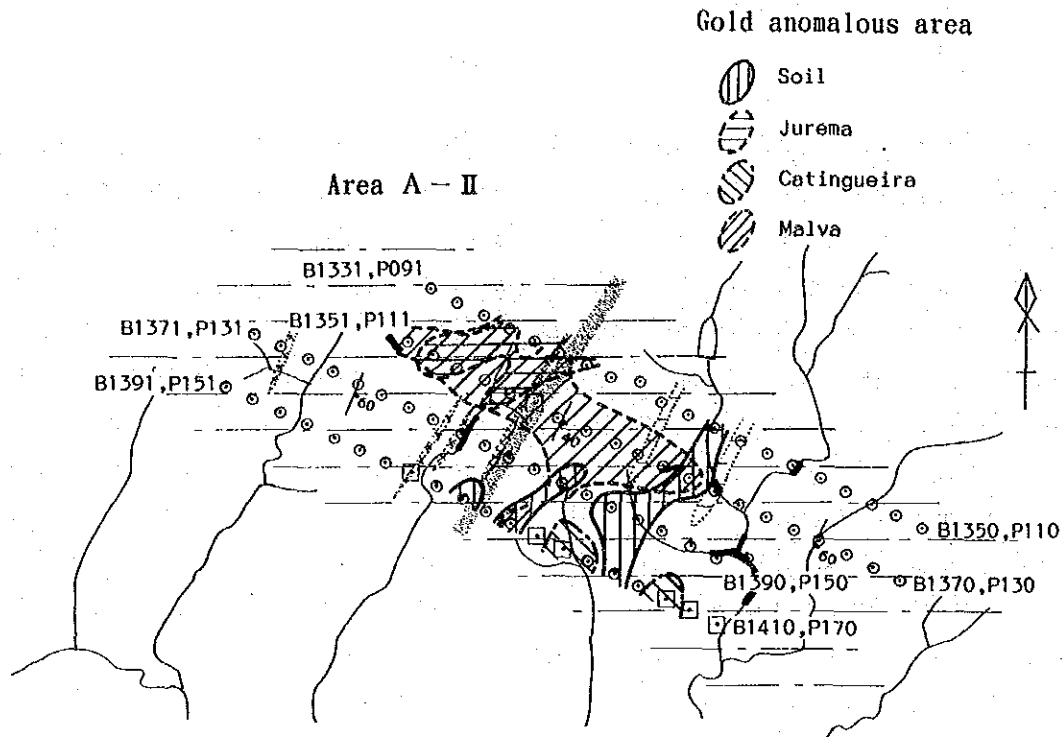 Gold anomalous area
Soil
Jurema
Catingueira
Malva
Area A-II
B1331,P091
B1371,P131
B1351,P111
B1391,P151
60
60
B1350,P110
B1390,P150
B1370,P130
B1410,P170